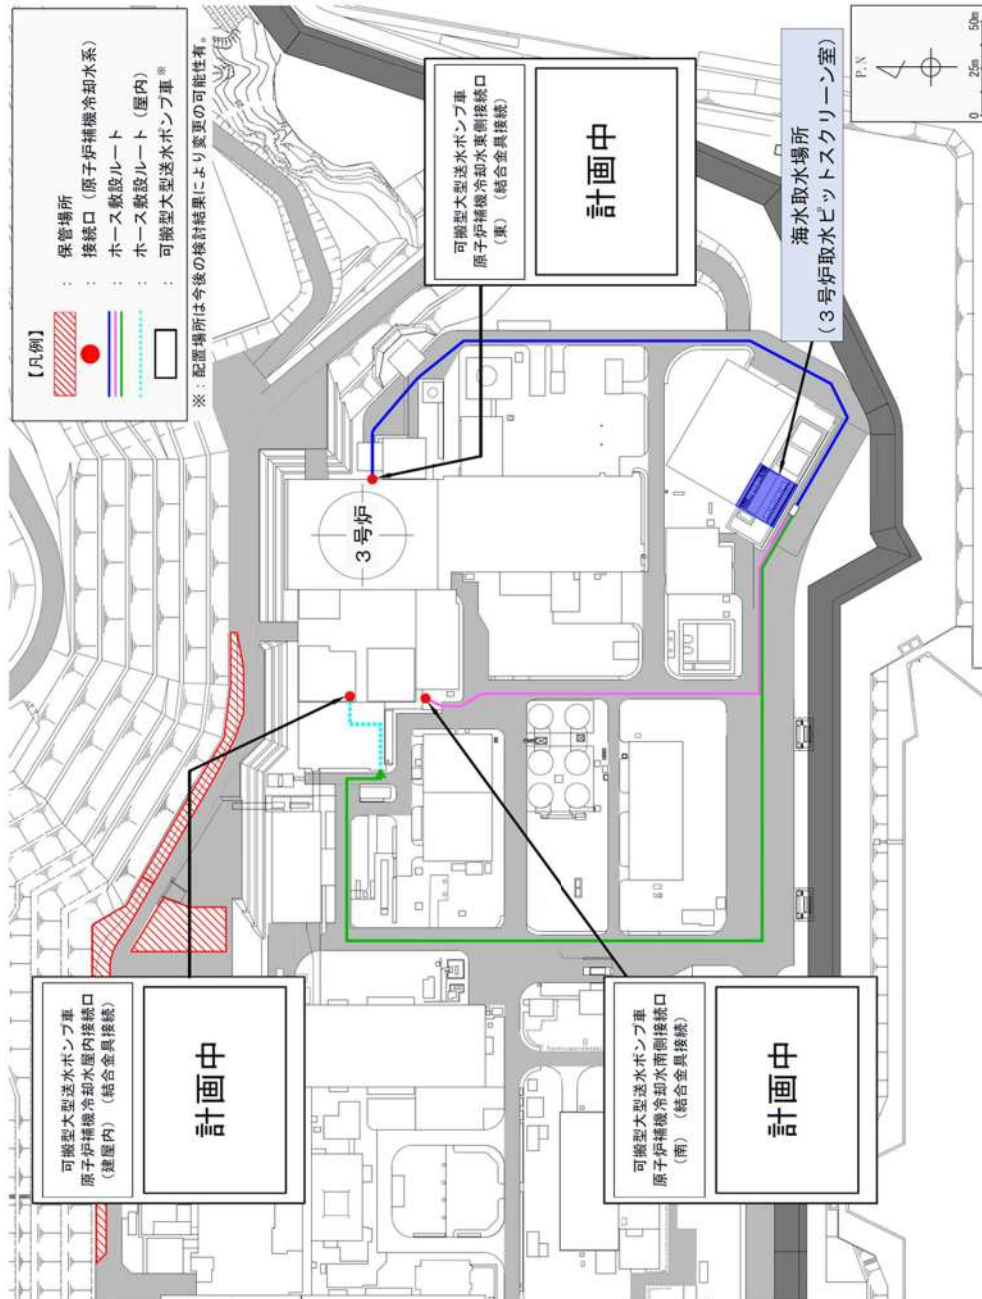 【凡例】
： 保管場所
： 接続口（原子炉補機冷却水系）
： ホース敷設ルート
： ホース敷設ルート（屋内）
： 可搬型大型送水ポンプ車※
※：配置場所は今後の検討結果により変更の可能性有。
可搬型大型送水ポンプ車
原子炉補機冷却水屋内接続口
（建屋内）（結合金具接続）
計画中
3号炉
可搬型大型送水ポンプ車
原子炉補機冷却水東側接続口
（東）（結合金具接続）
計画中
可搬型大型送水ポンプ車
原子炉補機冷却水南側接続口
（南）（結合金具接続）
計画中
海水取水場所
（3号炉取水ピットスクリーン室）
P.N
0 25m 50m